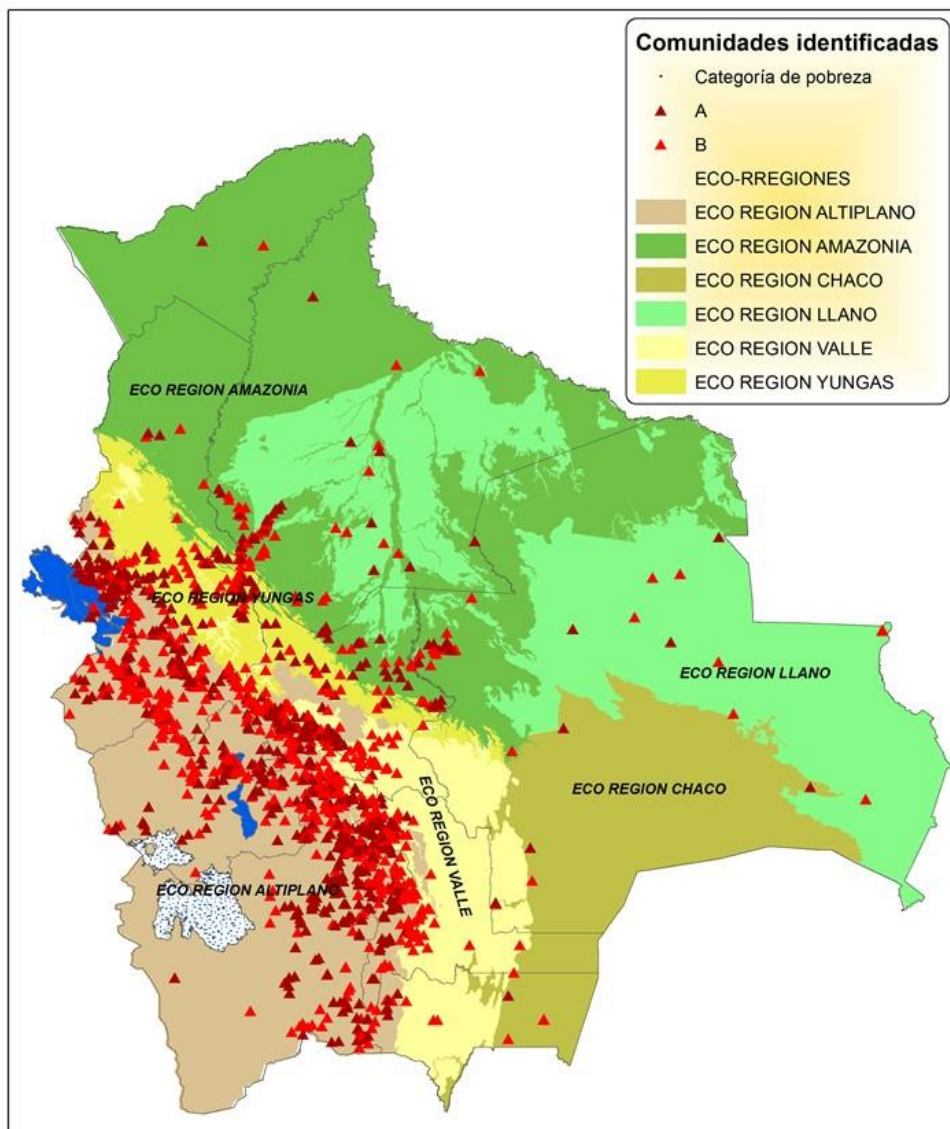 Comunidades identificadas
Categoría de pobreza
A
B
ECO-RREGIONES
ECO REGION ALTIPLANO
ECO REGION AMAZONIA
ECO REGION CHACO
ECO REGION LLANO
ECO REGION VALLE
ECO REGION YUNGAS
ECO REGION AMAZONIA
ECO REGION YUNGAS
ECO REGION LLANO
ECO REGION CHACO
ECO REGION VALLE
ECO REGION ALTIPLANO